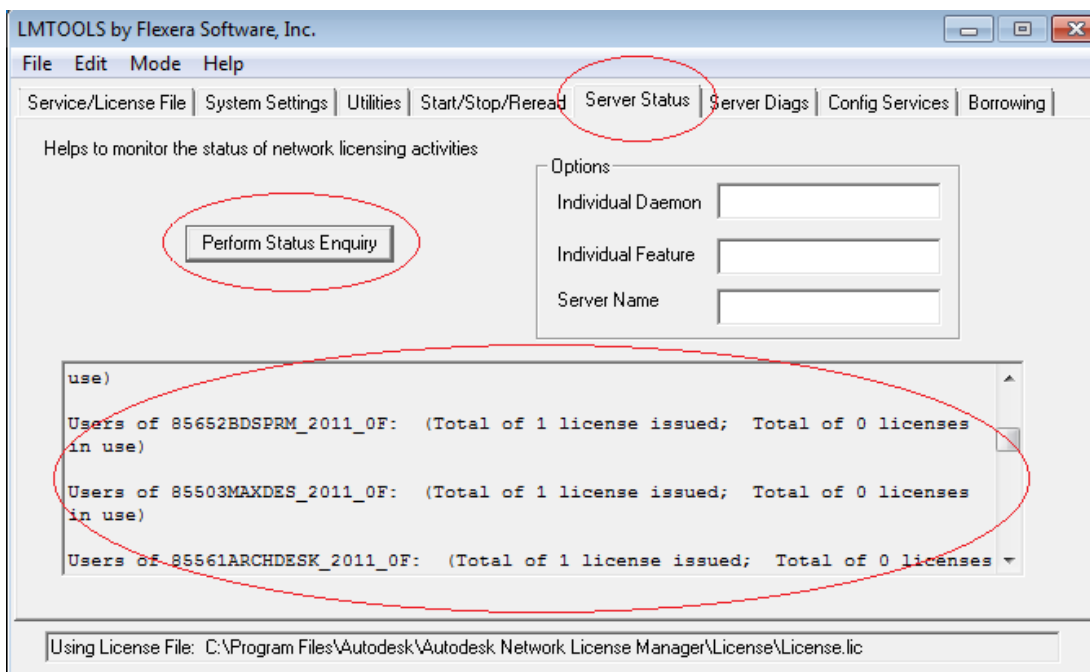 LMTOOLS by Flexera Software, Inc.
File Edit Mode Help
Service/License File System Settings Utilities Start/Stop/Reread Server Status Server Diags Config Services Borrowing
Helps to monitor the status of network licensing activities
Options
Individual Daemon
Perform Status Enquiry
Individual Feature
Server Name
use)
Users of 85652BDSPRM_2011_0F:  (Total of 1 license issued;  Total of 0 licenses
in use)
Users of 85503MAXDES_2011_0F:  (Total of 1 license issued;  Total of 0 licenses
in use)
Users of 85561ARCHDESK_2011_0F:  (Total of 1 license issued;  Total of 0 licenses
Using License File: C:\Program Files\Autodesk\Autodesk Network License Manager\License\License.lic